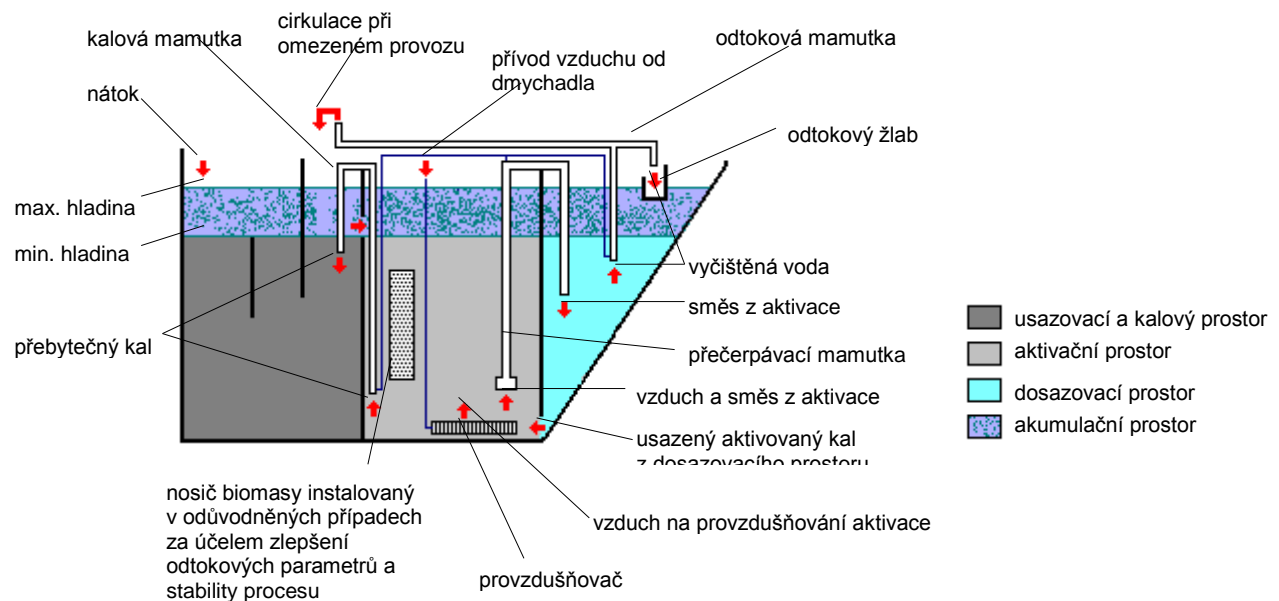 cirkulace při
omezeném provozu
kalová mamutka
odtoková mamutka
přívod vzduchu od
dmychadla
nátok
odtokový žlab
max. hladina
min. hladina
vyčištěná voda
směs z aktivace
přebytečný kal
přečerpávací mamutka
vzduch a směs z aktivace
usazený aktivovaný kal
z dosazovacího prostoru
usazovací a kalový prostor
aktivační prostor
dosazovací prostor
akumulační prostor
nosič biomasy instalovaný
v odůvodněných případech
za účelem zlepšení
odtokových parametrů a
stability procesu
vzduch na provzdušňování aktivace
provzdušňovač